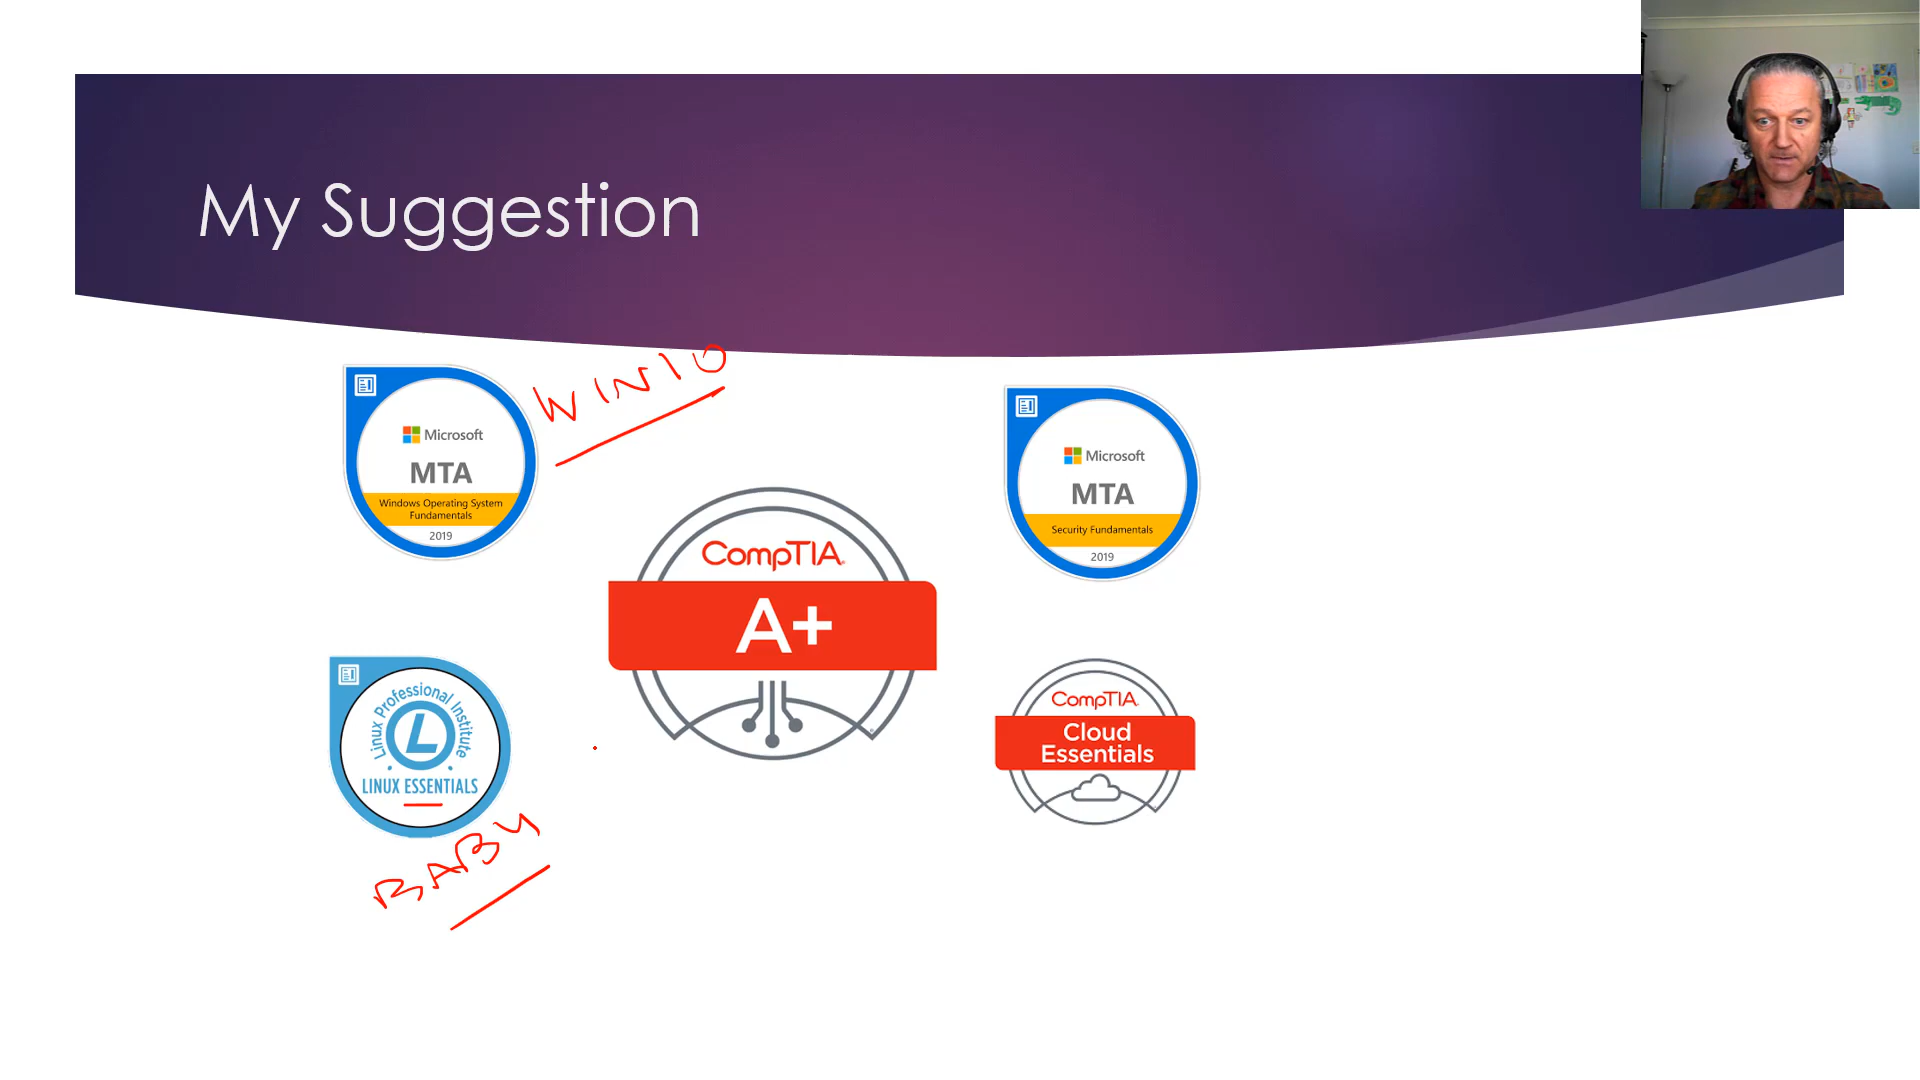 My Suggestion
WIN10
Microsoft
MTA
Windows Operating System
Fundamentals
2019
Microsoft
MTA
Security Fundamentals
2019
CompTIA
A+
Linux Professional Institute
L
LINUX ESSENTIALS
BABY
CompTIA
Cloud
Essentials